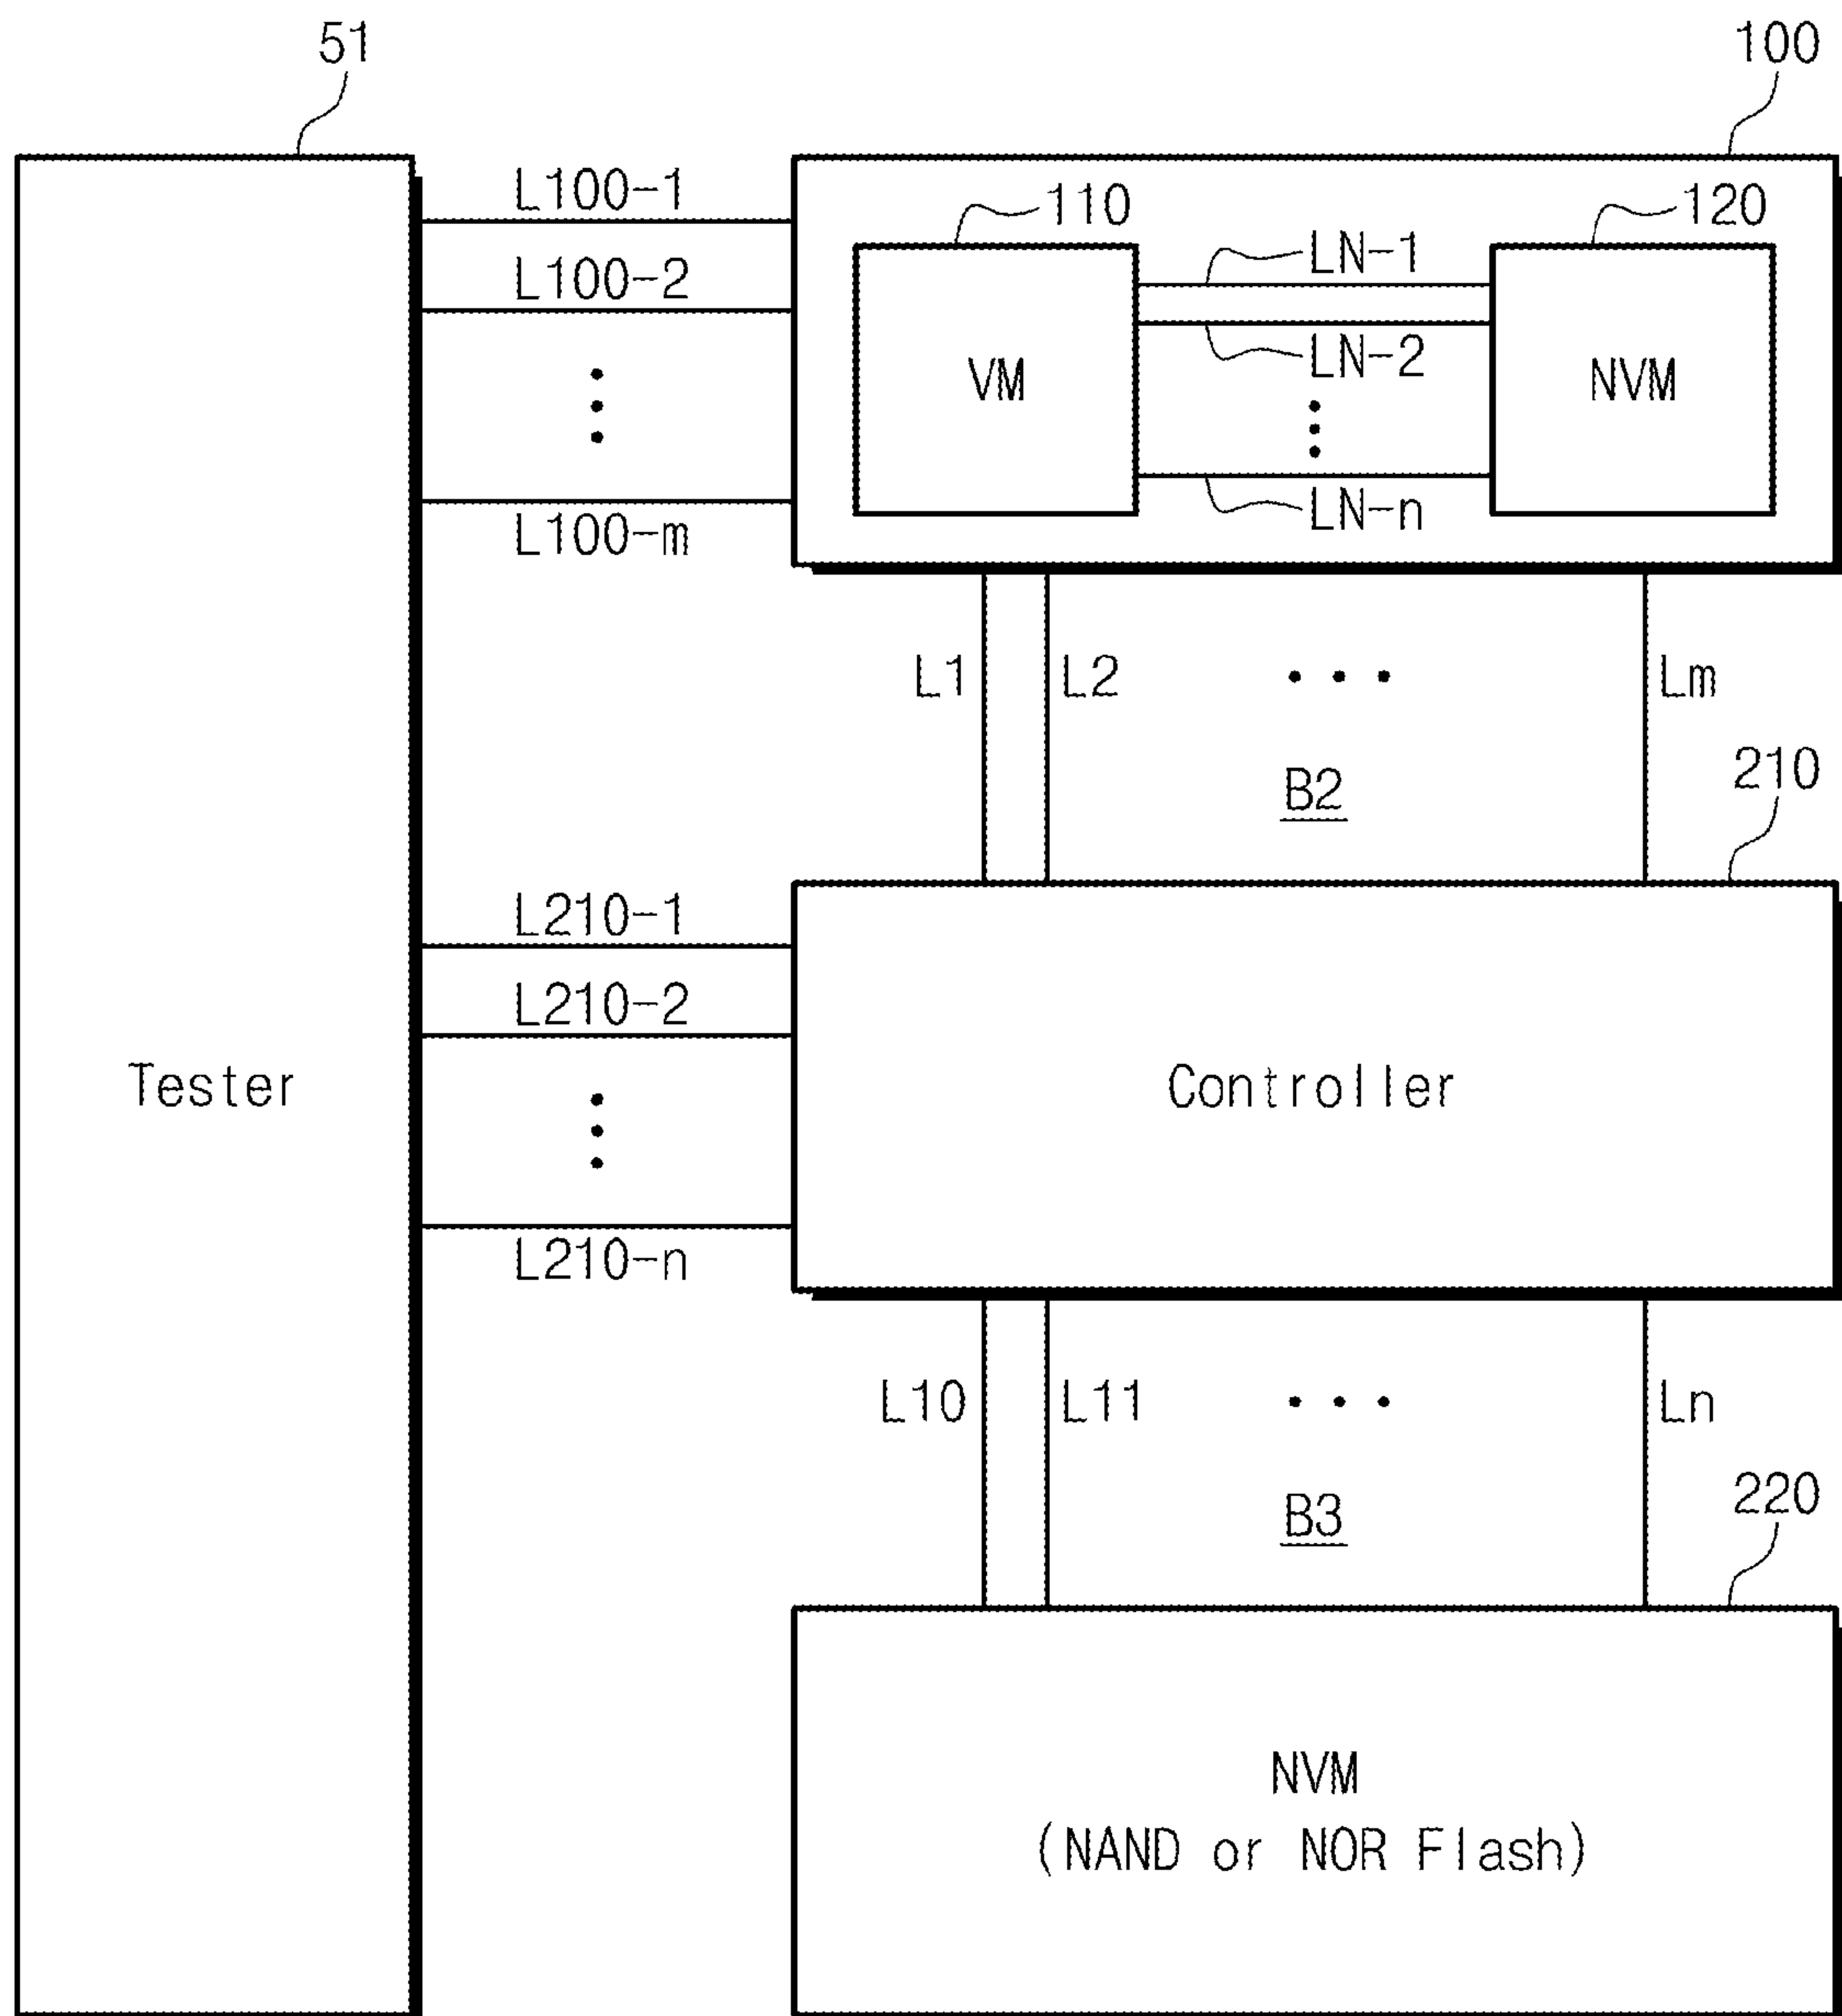 51
100
L100-1
110
120
LN-1
L100-2
LN-2
VM
NVM
LN-n
L100-m
L1
L2
Lm
210
B2
L210-1
L210-2
Tester
Controller
L210-n
L10
L11
Ln
220
B3
NVM
(NAND or NOR Flash)